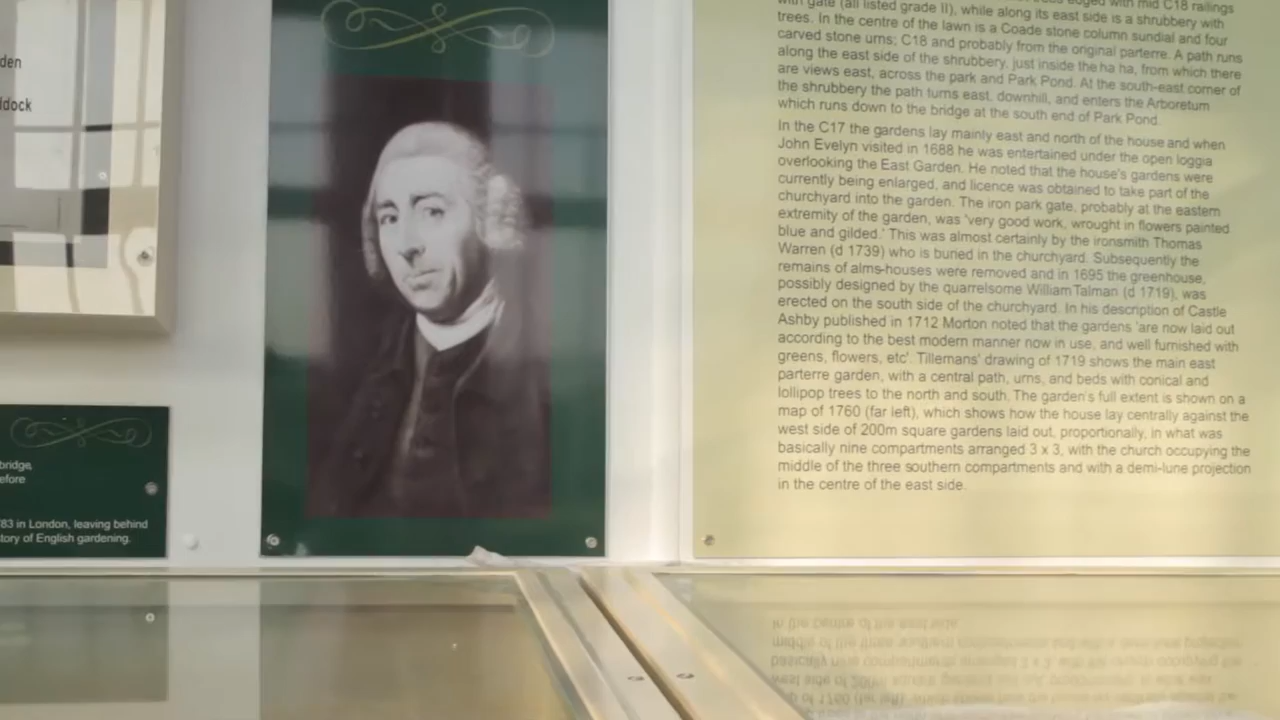 den
ddock
bridge,
efore
83 in London, leaving behind
tory of English gardening.
edged with mid C18 railings
with gate (all listed grade II), while along its east side is a shrubbery with
trees. In the centre of the lawn is a Coade stone column sundial and four
carved stone urns; C18 and probably from the original parterre. A path runs
along the east side of the shrubbery, just inside the ha ha, from which there
are views east, across the park and Park Pond. At the south-east corner of
the shrubbery the path turns east, downhill, and enters the Arboretum
which runs down to the bridge at the south end of Park Pond.
In the C17 the gardens lay mainly east and north of the house and when
John Evelyn visited in 1688 he was entertained under the open loggia
overlooking the East Garden. He noted that the house's gardens were
currently being enlarged, and licence was obtained to take part of the
churchyard into the garden. The iron park gate, probably at the eastern
extremity of the garden, was 'very good work, wrought in flowers painted
blue and gilded.' This was almost certainly by the ironsmith Thomas
Warren (d 1739) who is buried in the churchyard. Subsequently the
remains of alms-houses were removed and in 1695 the greenhouse,
possibly designed by the quarrelsome William Talman (d 1719), was
erected on the south side of the churchyard. In his description of Castle
Ashby published in 1712 Morton noted that the gardens 'are now laid out
according to the best modern manner now in use, and well furnished with
greens, flowers, etc'. Tillemans' drawing of 1719 shows the main east
parterre garden, with a central path, urns, and beds with conical and
lollipop trees to the north and south. The garden's full extent is shown on a
map of 1760 (far left), which shows how the house lay centrally against the
west side of 200m square gardens laid out, proportionally, in what was
basically nine compartments arranged 3 x 3, with the church occupying the
middle of the three southern compartments and with a demi-lune projection
in the centre of the east side.